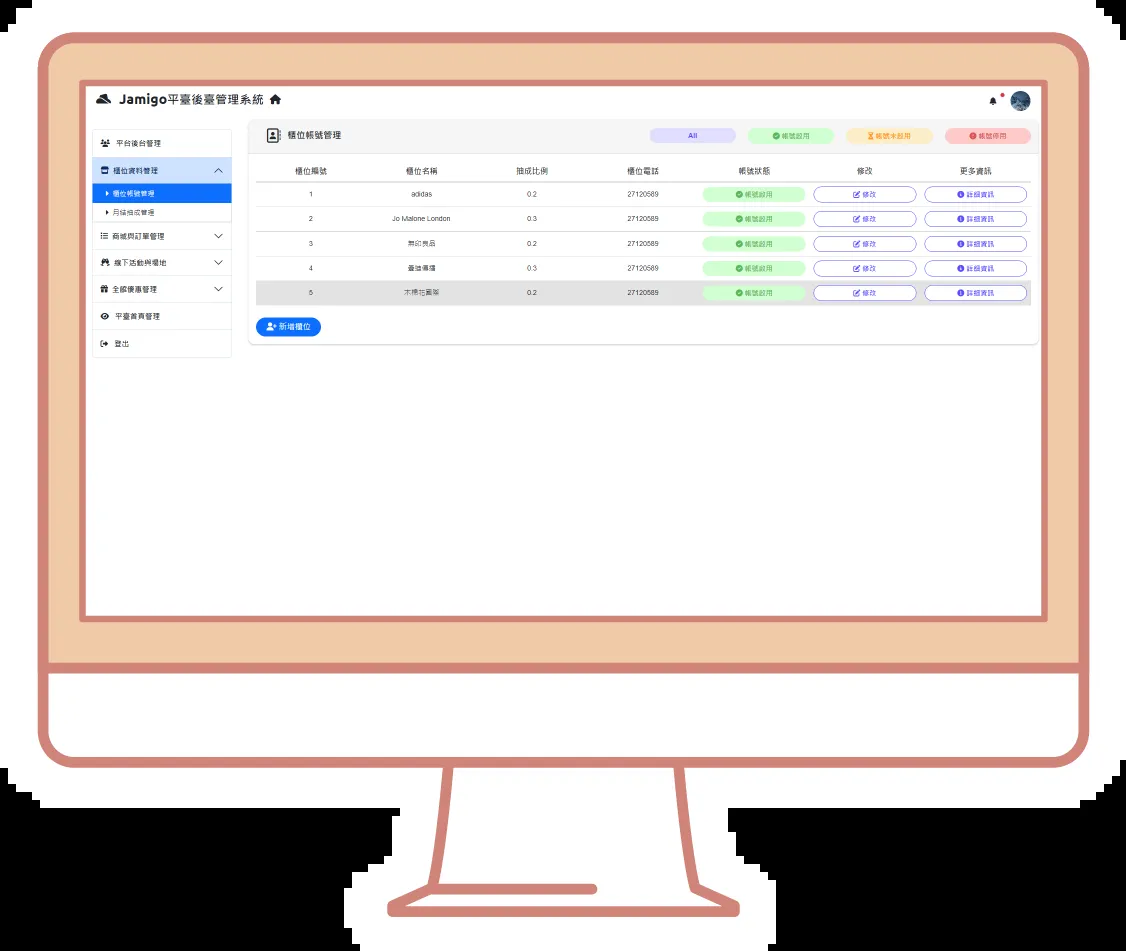 Jamigo平臺後臺管理系統
平台後台管理
櫃位資料管理
櫃位帳號管理
月結抽成管理
商城與訂單管理
線下活動與場地
全館優惠管理
平臺首頁管理
登出
櫃位帳號管理 All 帳號啟用 帳號未啟用 帳號停用
櫃位編號 櫃位名稱 抽成比例 櫃位電話 帳號狀態 修改 更多資訊
1 adidas 0.2 27120589 帳號啟用 修改 詳細資訊
2 Jo Malone London 0.3 27120589 帳號啟用 修改 詳細資訊
3 無印良品 0.2 27120589 帳號啟用 修改 詳細資訊
4 0.3 27120589 帳號啟用 修改 詳細資訊
5 木棉花 0.2 27120589 帳號啟用 修改 詳細資訊
新增櫃位